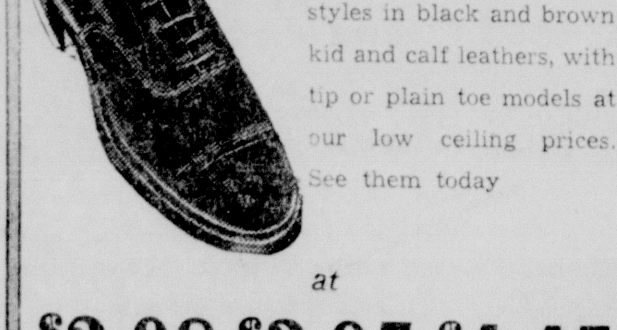 styles in black and brown
kid and calf leathers, with
tip or plain toe models at
our low ceiling prices.
See them today
at